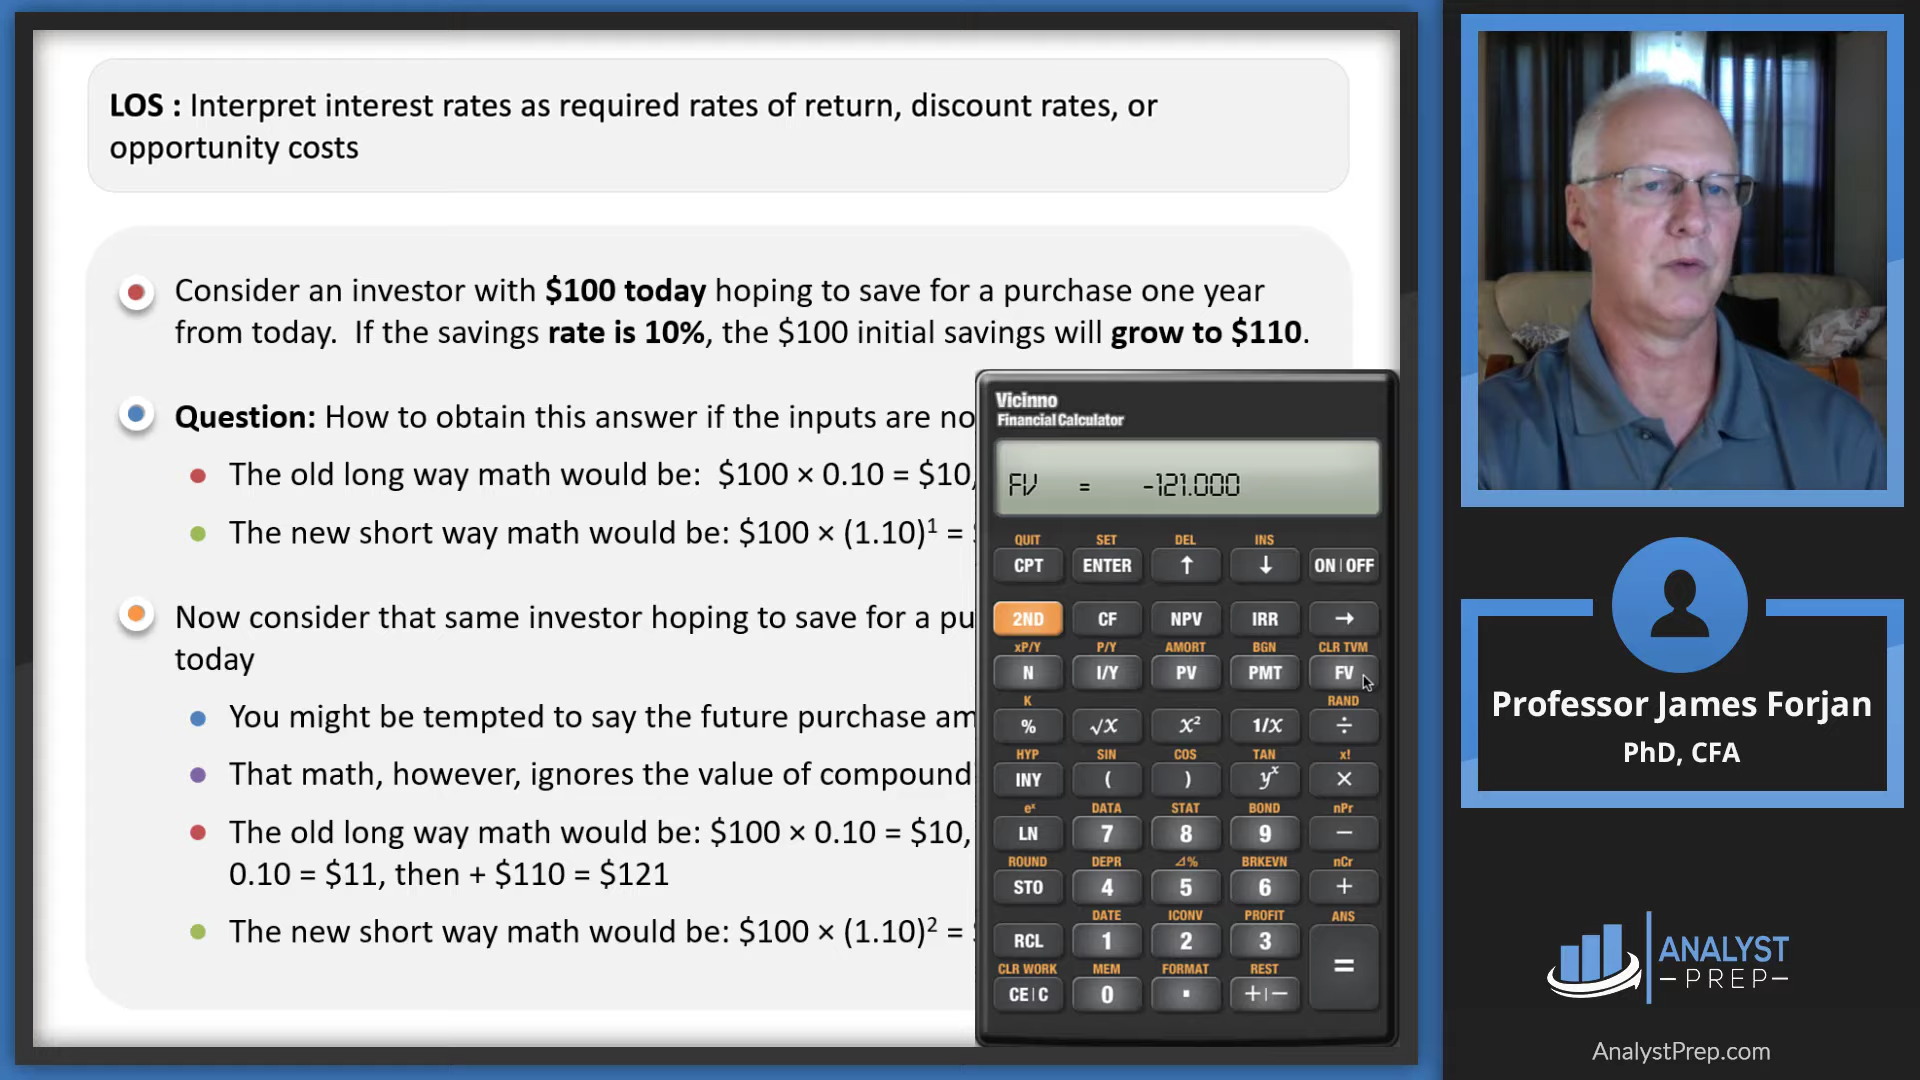 LOS : Interpret interest rates as required rates of return, discount rates, or
opportunity costs
Consider an investor with $100 today hoping to save for a purchase one year
from today. If the savings rate is 10%, the $100 initial savings will grow to $110.
Question: How to obtain this answer if the inputs are no
The old long way math would be: $100 × 0.10 = $10,
The new short way math would be: $100 × (1.10)¹ =
Now consider that same investor hoping to save for a pu
today
You might be tempted to say the future purchase am
That math, however, ignores the value of compound
The old long way math would be: $100 × 0.10 = $10,
0.10 = $11, then + $110 = $121
The new short way math would be: $100 × (1.10)² =
Vicinno
Financial Calculator
FV = -121.000
QUIT SET DEL INS
CPT ENTER ↑ ↓ ON|OFF
2ND CF NPV IRR →
xP/Y P/Y AMORT BGN CLR TVM
N I/Y PV PMT FV
K RAND
% √x x² 1/x ÷
HYP SIN COS TAN x!
INY ( ) yˣ ×
eˣ DATA STAT BOND nPr
LN 7 8 9 −
ROUND DEPR ⊿% BRKEVN nCr
STO 4 5 6 +
DATE ICONV PROFIT ANS
RCL 1 2 3 =
CLR WORK MEM FORMAT REST
CE|C 0 . +|−
Professor James Forjan
PhD, CFA
ANALYST
–PREP–
AnalystPrep.com